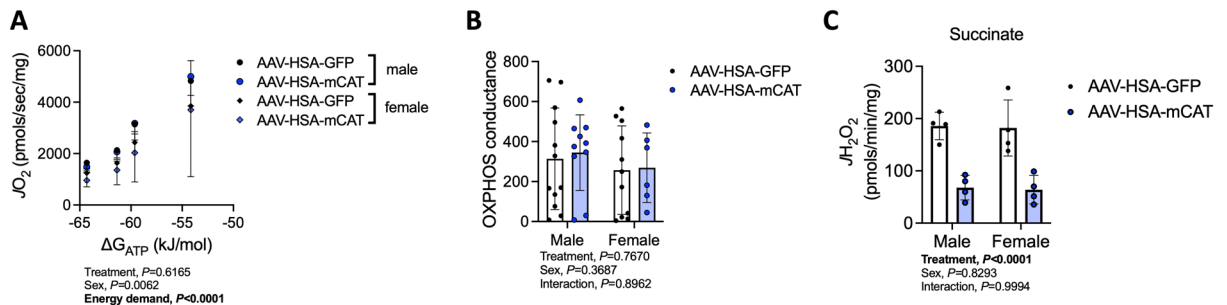 A
JO2 (pmols/sec/mg)
6000
4000
2000
0
-65
-60
-55
-50
ΔGATP (kJ/mol)
AAV-HSA-GFP
AAV-HSA-mCAT
male
AAV-HSA-GFP
AAV-HSA-mCAT
female
Treatment, P=0.6165
Sex, P=0.0062
Energy demand, P<0.0001
B
OXPHOS conductance
800
600
400
200
0
Male
Female
AAV-HSA-GFP
AAV-HSA-mCAT
Treatment, P=0.7670
Sex, P=0.3687
Interaction, P=0.8962
C
Succinate
JH2O2
(pmols/min/mg)
300
200
100
0
Male
Female
AAV-HSA-GFP
AAV-HSA-mCAT
Treatment, P<0.0001
Sex, P=0.8293
Interaction, P=0.9994